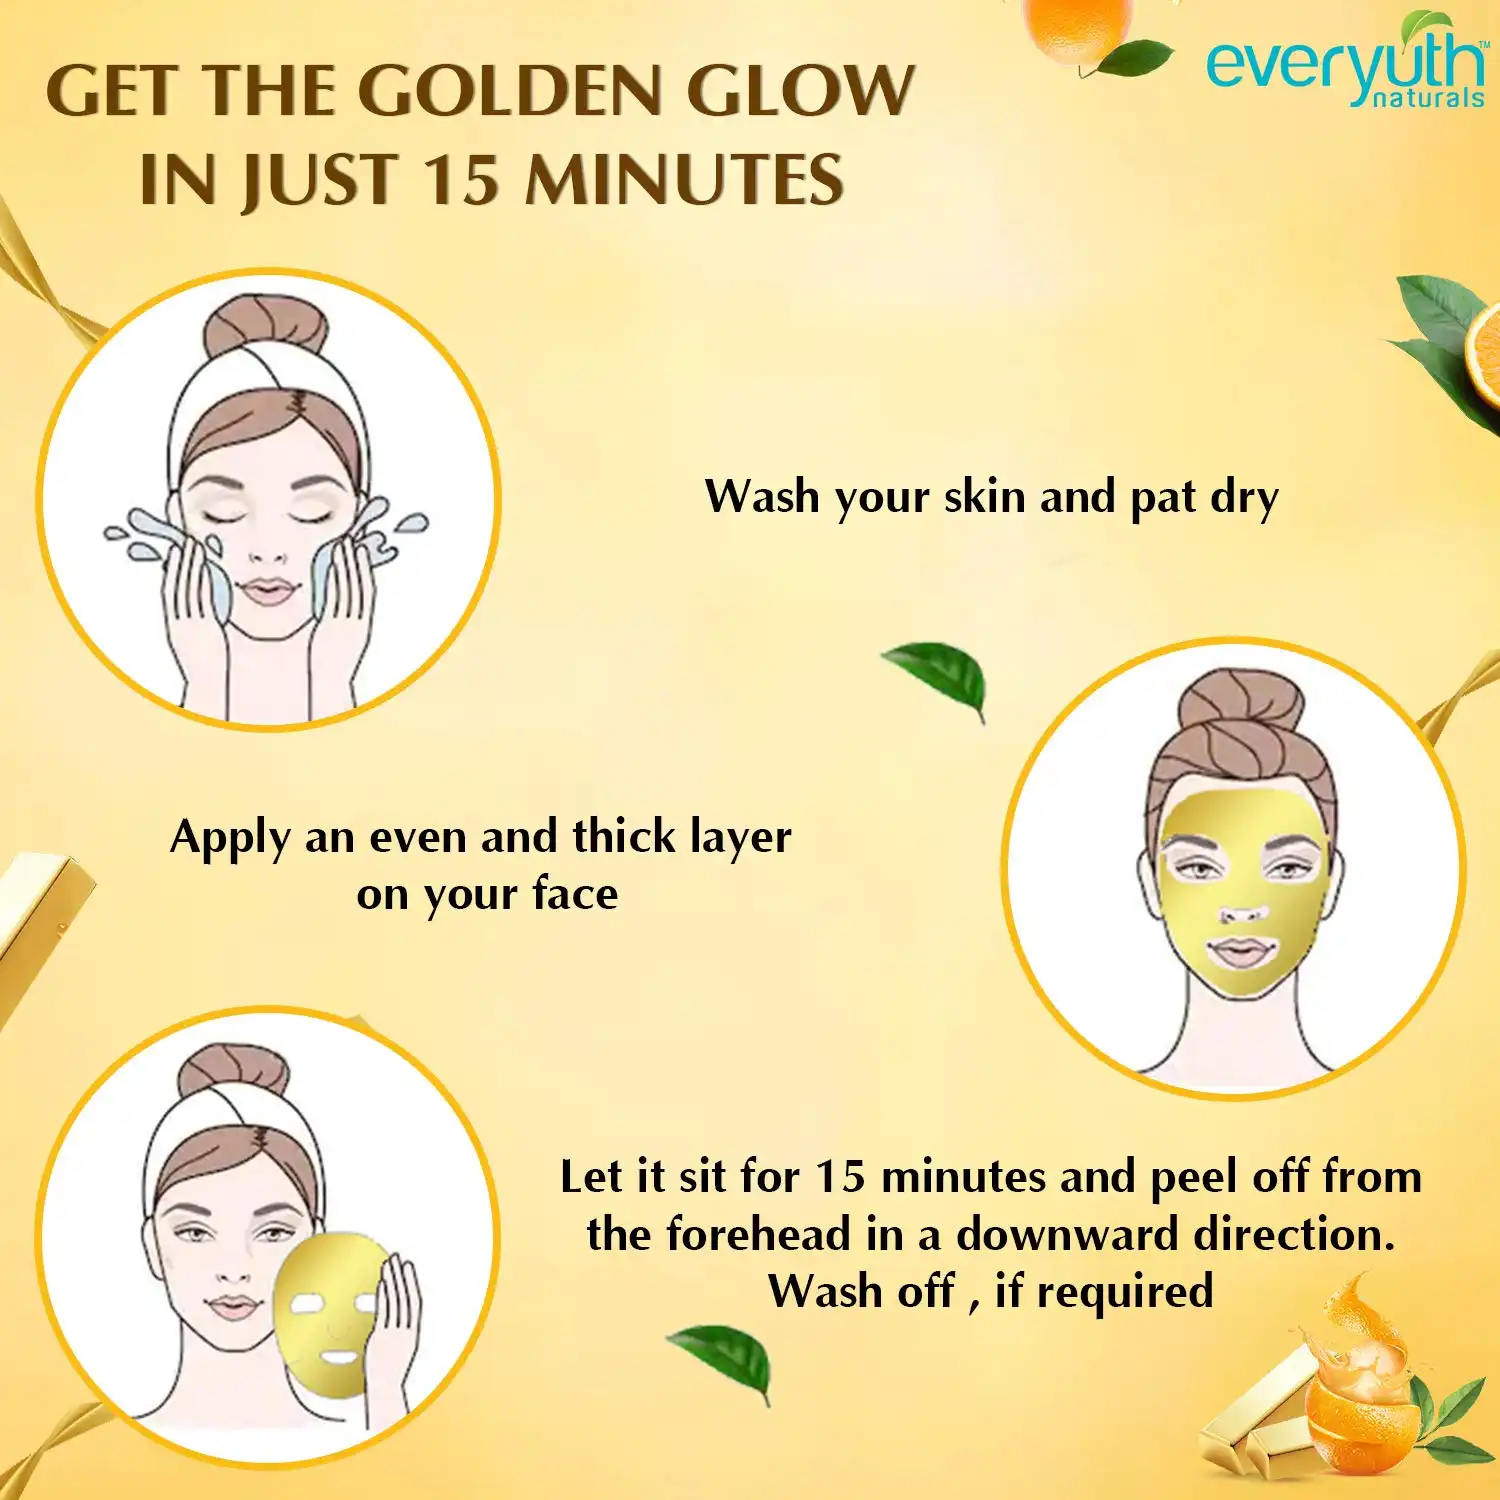 GET THE GOLDEN GLOW
IN JUST 15 MINUTES
everyuth™
naturals
Wash your skin and pat dry
Apply an even and thick layer
on your face
Let it sit for 15 minutes and peel off from
the forehead in a downward direction.
Wash off , if required